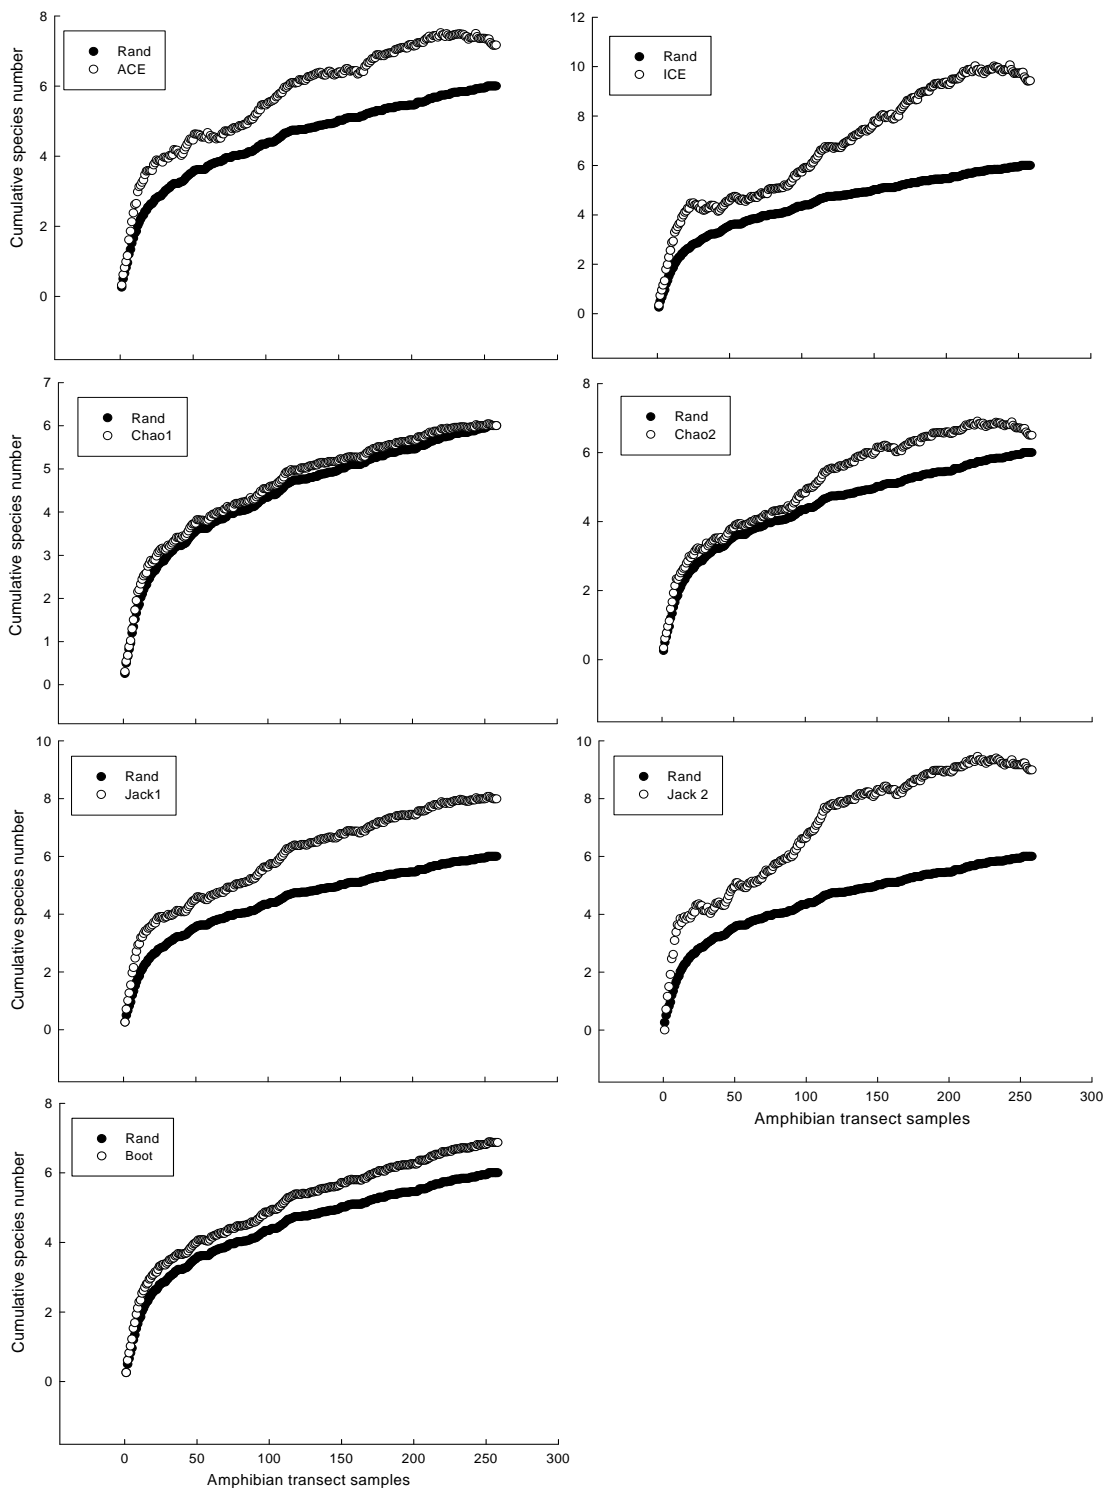 8
6
4
2
0
Cumulative species number
Rand
ACE
12
10
8
6
4
2
0
Rand
ICE
7
6
5
4
3
2
1
0
Cumulative species number
Rand
Chao1
8
6
4
2
0
Rand
Chao2
10
8
6
4
2
0
Cumulative species number
Rand
Jack1
10
8
6
4
2
0
Rand
Jack 2
0 50 100 150 200 250 300
Amphibian transect samples
8
6
4
2
0
Cumulative species number
Rand
Boot
0 50 100 150 200 250 300
Amphibian transect samples